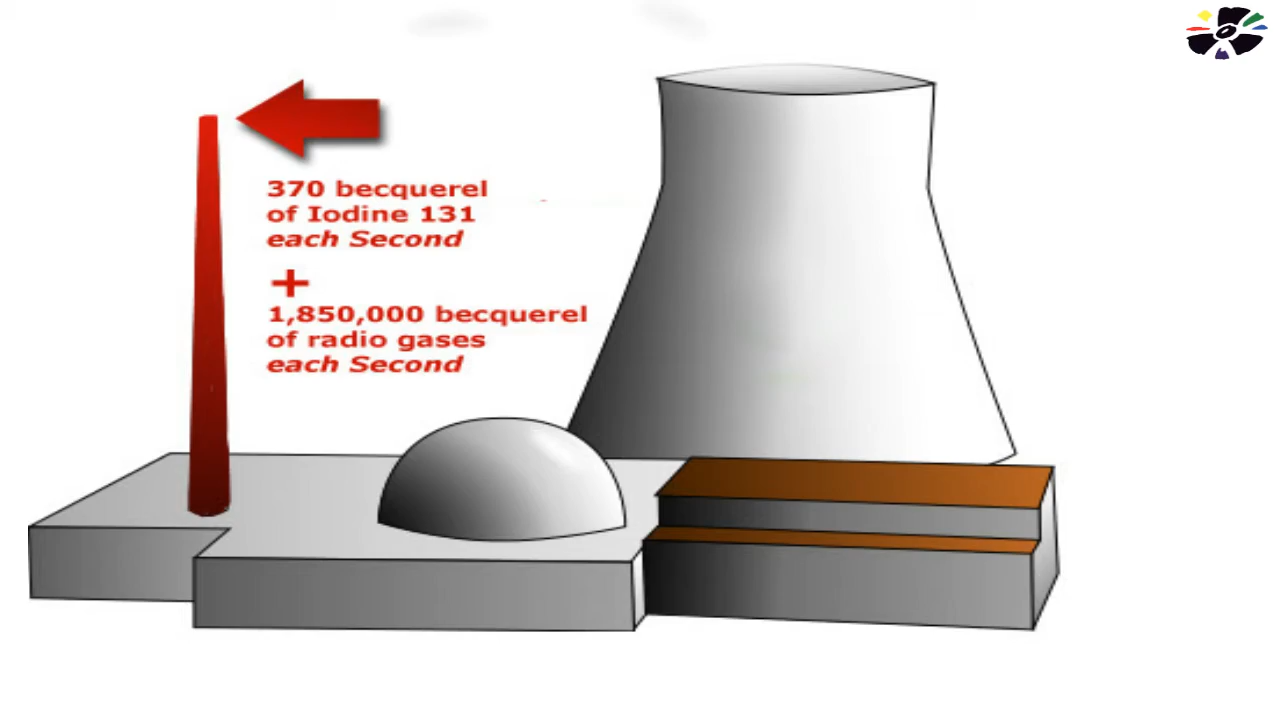 370 becquerel
of Iodine 131
each Second
+
1,850,000 becquerel
of radio gases
each Second